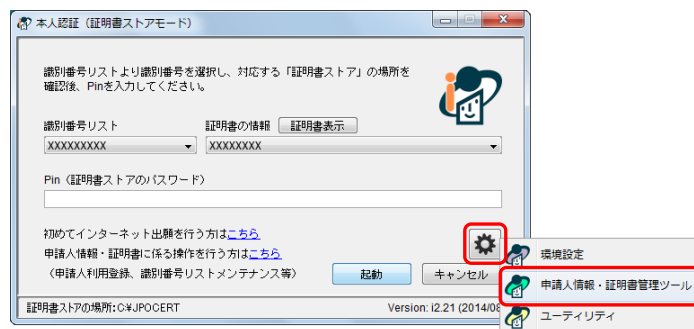 本人認証（証明書ストアモード）
識別番号リストより識別番号を選択し、対応する「証明書ストア」の場所を
確認後、Pinを入力してください。
識別番号リスト
証明書の情報 証明書表示
XXXXXXXXX
XXXXXXXX
Pin（証明書ストアのパスワード）
初めてインターネット出願を行う方はこちら
申請人情報・証明書に係る操作を行う方はこちら
（申請人利用登録、識別番号リストメンテナンス等）
起動
キャンセル
環境設定
申請人情報・証明書管理ツール
ユーティリティ
証明書ストアの場所:C¥JPOCERT
Version: i2.21 (2014/08